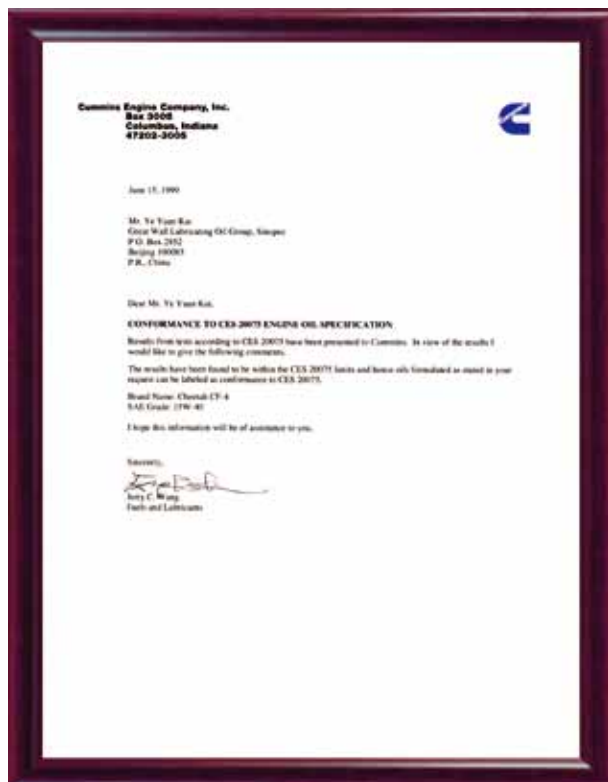 Cummins Engine Company, Inc.
Box 3005
Columbus, Indiana
47202-3005
June 15, 1999
Mr. Ye Yuan Kai
Great Wall Lubricating Oil Group, Sinopec
P.O. Box 2852
Beijing 100085
P.R., China
Dear Mr. Ye Yuan Kai,
CONFORMANCE TO CES 20075 ENGINE OIL SPECIFICATION
Results from tests according to CES 20075 have been presented to Cummins. In view of the results I
would like to give the following comments.
The results have been found to be within the CES 20075 limits and hence oils formulated as stated in your
request can be labeled as conformance to CES 20075.
Brand Name: Cheetah CF-4
SAE Grade: 15W-40
I hope this information will be of assistance to you.
Sincerely,
Jerry C. Wang
Fuels and Lubricants